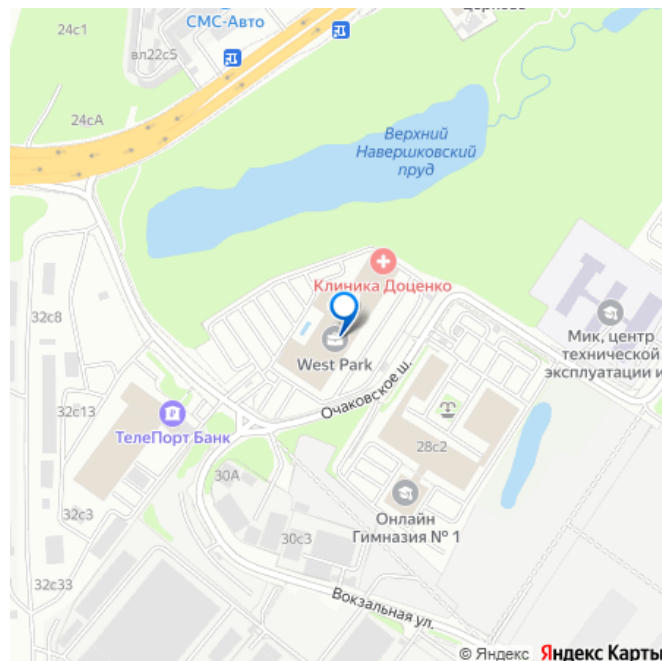 24с1
СМС-Авто
вл22с5
24сА
Верхний
Навершковский
пруд
Клиника Доценко
32с8
West Park
Мик, центр
технической
эксплуатации и
Очаковское ш.
32с13
ТелеПорт Банк
28с2
30А
32с3
Онлайн
Гимназия № 1
30с3
32с33
Вокзальная ул.
© Яндекс Яндекс Карты